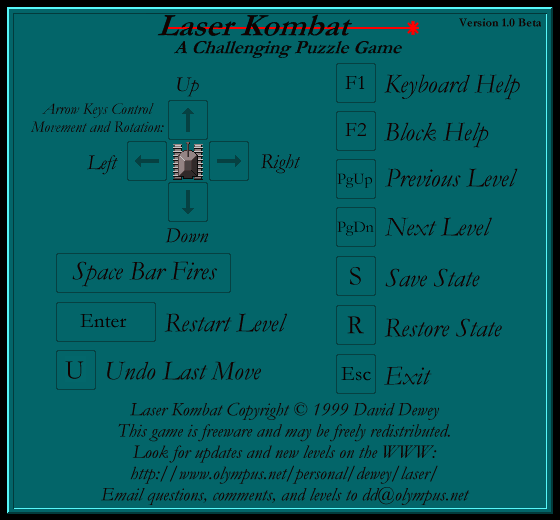 Laser Kombat
Version 1.0 Beta
A Challenging Puzzle Game
Up
Arrow Keys Control
Movement and Rotation:
Left
Right
Down
Space Bar Fires
Enter Restart Level
U Undo Last Move
F1 Keyboard Help
F2 Block Help
PgUp Previous Level
PgDn Next Level
S Save State
R Restore State
Esc Exit
Laser Kombat Copyright © 1999 David Dewey
This game is freeware and may be freely redistributed.
Look for updates and new levels on the WWW:
http://www.olympus.net/personal/dewey/laser/
Email questions, comments, and levels to dd@olympus.net